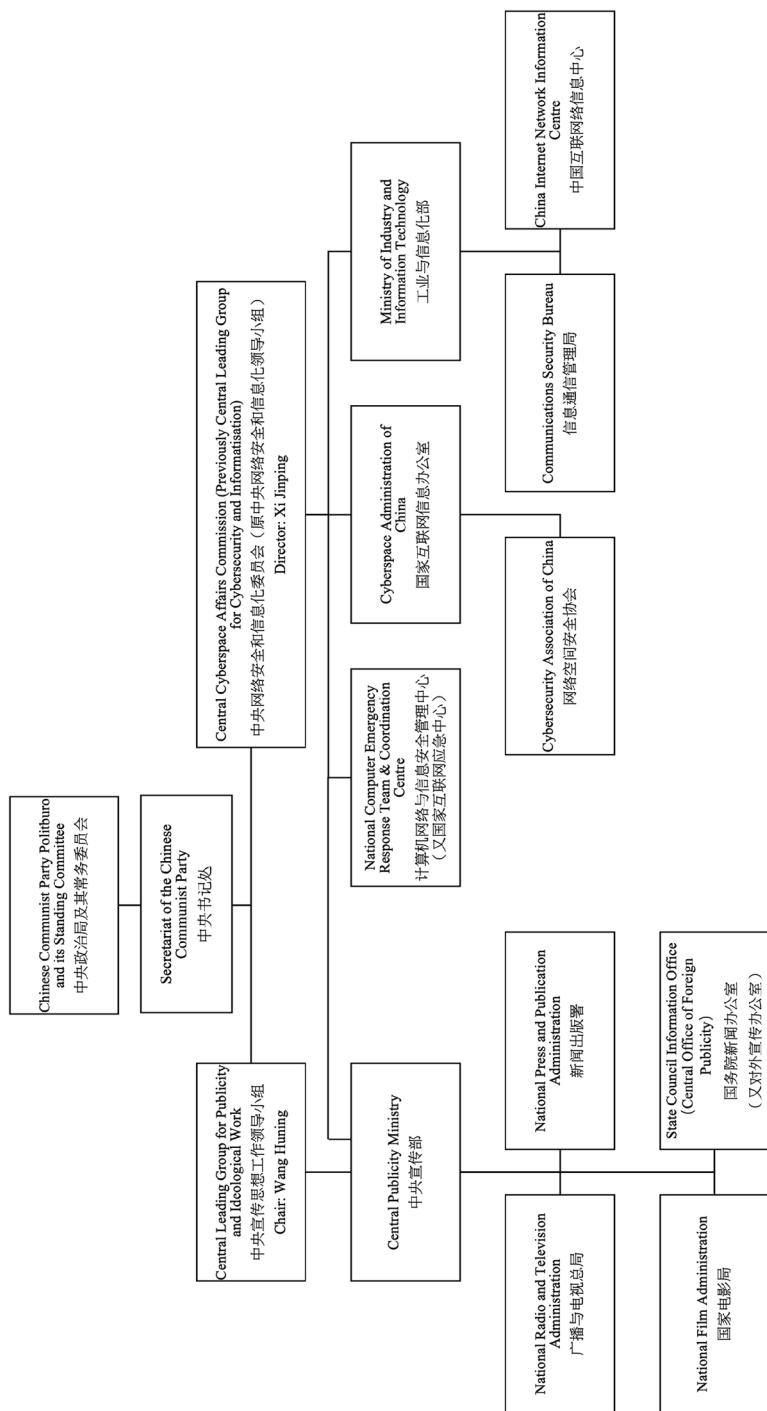 Chinese Communist Party Politburo
and its Standing Committee
中央政治局及其常务委员会
Secretariat of the Chinese
Communist Party
中央书记处
Central Leading Group for Publicity
and Ideological Work
中央宣传思想工作领导小组
Chair: Wang Huning
Central Cyberspace Affairs Commission (Previously Central Leading Group
for Cybersecurity and Informatisation)
中央网络安全和信息化委员会（原中央网络安全和信息化领导小组）
Director: Xi Jinping
Central Publicity Ministry
中央宣传部
National Computer Emergency
Response Team & Coordination
Centre
计算机网络与信息安全管理中心
（又国家互联网应急中心）
Cyberspace Administration of
China
国家互联网信息办公室
Ministry of Industry and
Information Technology
工业与信息化部
National Radio and Television
Administration
广播与电视总局
National Press and Publication
Administration
新闻出版署
Cybersecurity Association of China
网络空间安全协会
Communications Security Bureau
信息通信管理局
China Internet Network Information
Centre
中国互联网络信息中心
National Film Administration
国家电影局
State Council Information Office
(Central Office of Foreign
Publicity)
国务院新闻办公室
（又对外宣传办公室）